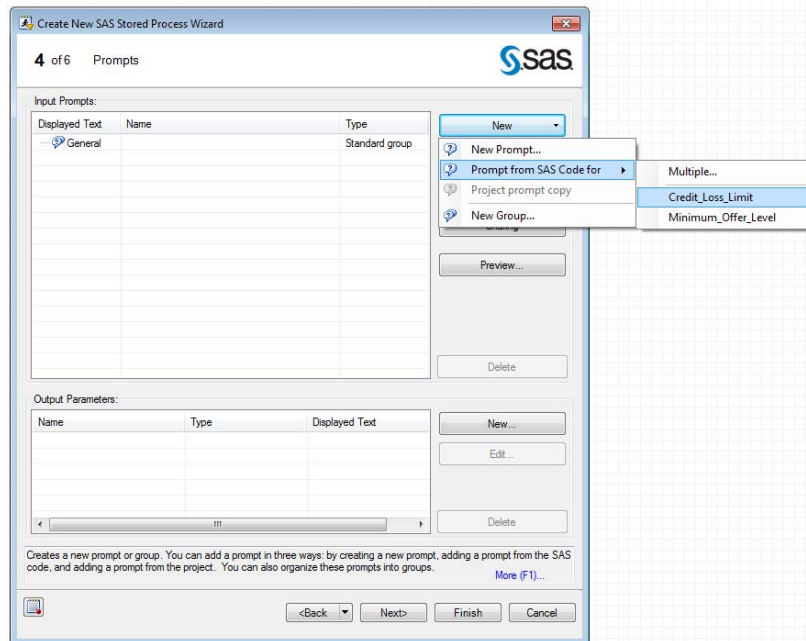 Create New SAS Stored Process Wizard
4 of 6 Prompts
sas
Input Prompts:
Displayed Text Name Type
General Standard group
New
New Prompt...
Prompt from SAS Code for
Project prompt copy
New Group...
Multiple...
Credit_Loss_Limit
Minimum_Offer_Level
Preview...
Delete
Output Parameters:
Name Type Displayed Text
New...
Edit...
Delete
Creates a new prompt or group. You can add a prompt in three ways: by creating a new prompt, adding a prompt from the SAS
code, and adding a prompt from the project. You can also organize these prompts into groups.
More (F1)...
<Back Next> Finish Cancel